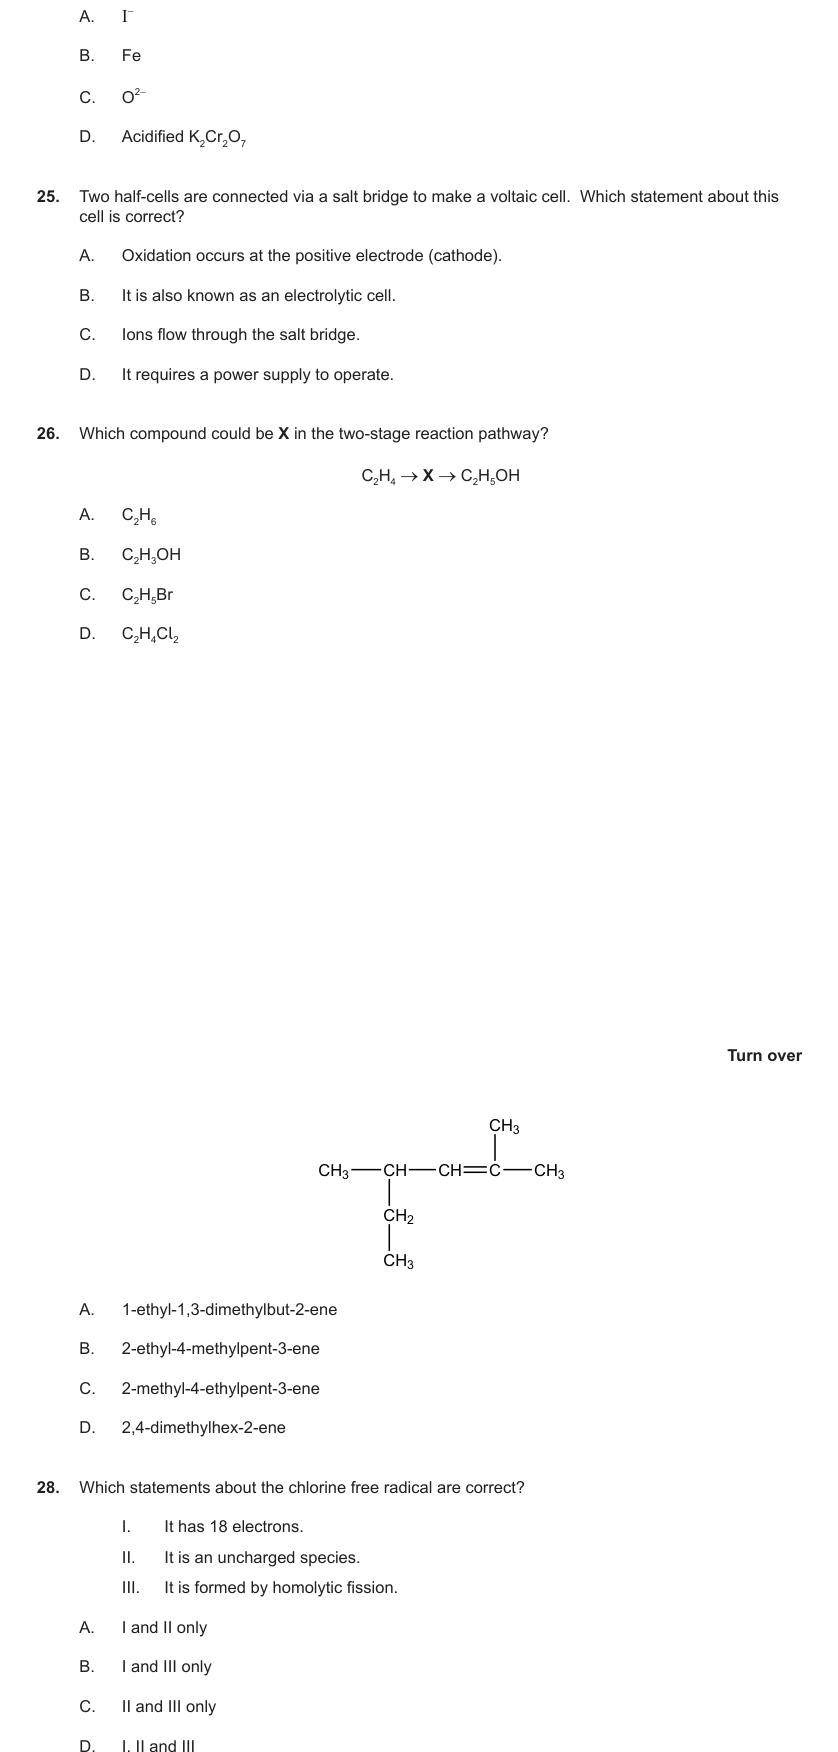 A. I⁻
B. Fe
C. O²⁻
D. Acidified K₂Cr₂O₇
25. Two half-cells are connected via a salt bridge to make a voltaic cell. Which statement about this
cell is correct?
A. Oxidation occurs at the positive electrode (cathode).
B. It is also known as an electrolytic cell.
C. Ions flow through the salt bridge.
D. It requires a power supply to operate.
26. Which compound could be X in the two-stage reaction pathway?
C₂H₄ → X → C₂H₅OH
A. C₂H₆
B. C₂H₃OH
C. C₂H₅Br
D. C₂H₄Cl₂
Turn over
CH₃
CH₃—CH—CH=C—CH₃
CH₂
CH₃
A. 1-ethyl-1,3-dimethylbut-2-ene
B. 2-ethyl-4-methylpent-3-ene
C. 2-methyl-4-ethylpent-3-ene
D. 2,4-dimethylhex-2-ene
28. Which statements about the chlorine free radical are correct?
I. It has 18 electrons.
II. It is an uncharged species.
III. It is formed by homolytic fission.
A. I and II only
B. I and III only
C. II and III only
D. I, II and III